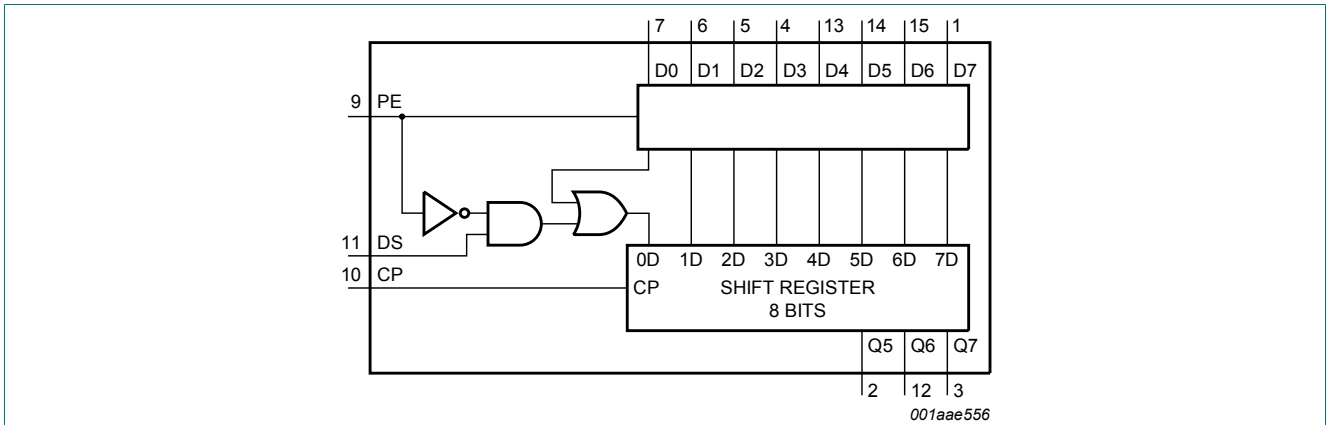 7 6 5 4 13 14 15 1
D0 D1 D2 D3 D4 D5 D6 D7
9 PE
11 DS
0D 1D 2D 3D 4D 5D 6D 7D
10 CP
CP SHIFT REGISTER
8 BITS
Q5 Q6 Q7
2 12 3
001aae556